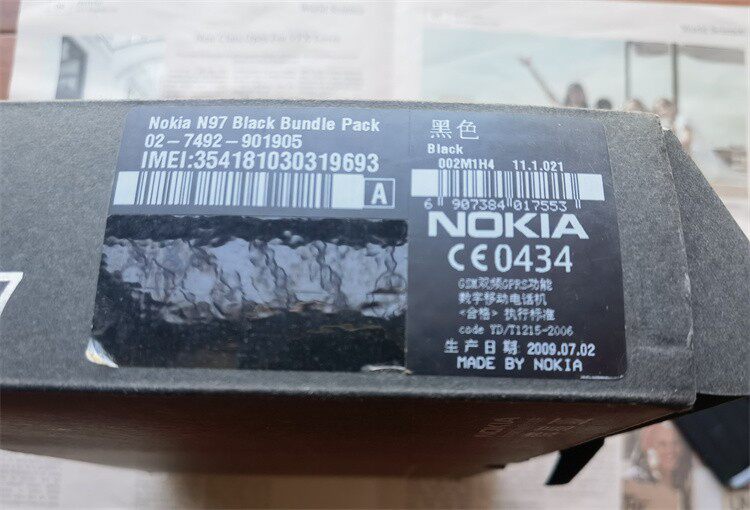 Nokia N97 Black Bundle Pack
02-7492-901905
IMEI:354181030319693
A
黑色
Black
002M1H4 11.1.021
6 907384 017553
NOKIA
CE0434
GSM双频GPRS功能
数字移动电话机
<合格> 执行标准
code YD/T1215-2006
生产日期 2009.07.02
MADE BY NOKIA